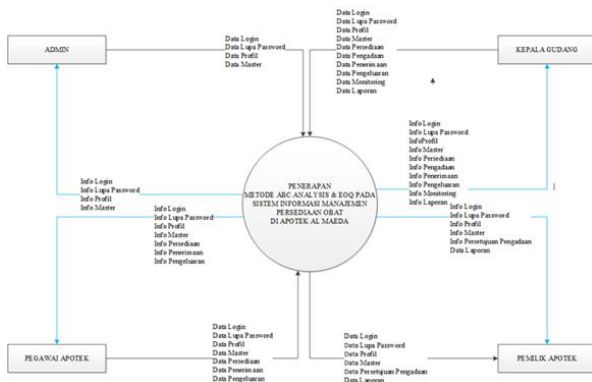 ADMIN
Data Login
Data Lupa Password
Data Profil
Data Master
Data Login
Data Lupa Password
Data Profil
Data Master
Data Persediaan
Data Pengadaan
Data Penerimaan
Data Pengeluaran
Data Monitoring
Data Laporan
KEPALA GUDANG
PENERAPAN
METODE ABC ANALYSIS & EOQ PADA
SISTEM INFORMASI MANAJEMEN
PERSEDIAAN OBAT
DI APOTEK AL MAEDA
Info Login
Info Lupa Password
Info Profil
Info Master
Info Login
Info Lupa Password
InfoProfil
Info Master
Info Persediaan
Info Pengadaan
Info Penerimaan
Info Pengeluaran
Info Monitoring
Info Laporan
Info Login
Info Lupa Password
Info Profil
Info Master
Info Persediaan
Info Penerimaan
Info Pengeluaran
Info Login
Info Lupa Password
Info Profil
Info Master
Info Persetujuan Pengadaan
Data Laporan
PEGAWAI APOTEK
Data Login
Data Lupa Password
Data Profil
Data Master
Data Persediaan
Data Penerimaan
Data Pengeluaran
Data Login
Data Lupa Password
Data Profil
Data Master
Data Persetujuan Pengadaan
Data Laporan
PEMILIK APOTEK